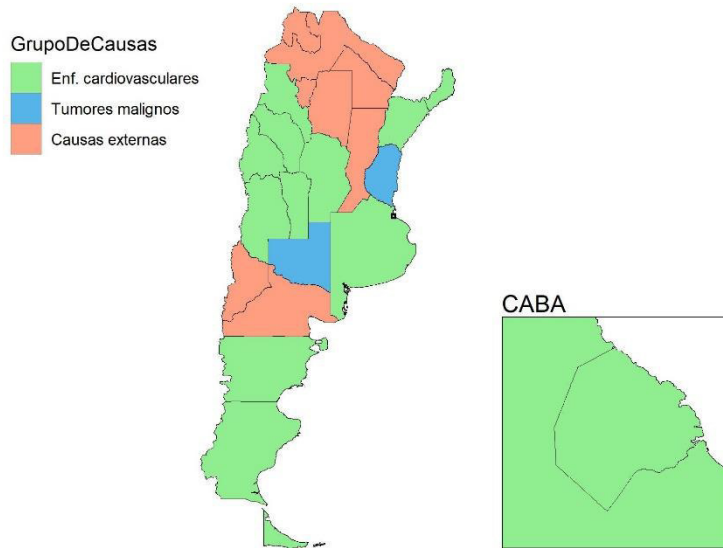 GrupoDeCausas
Enf. cardiovasculares
Tumores malignos
Causas externas
CABA